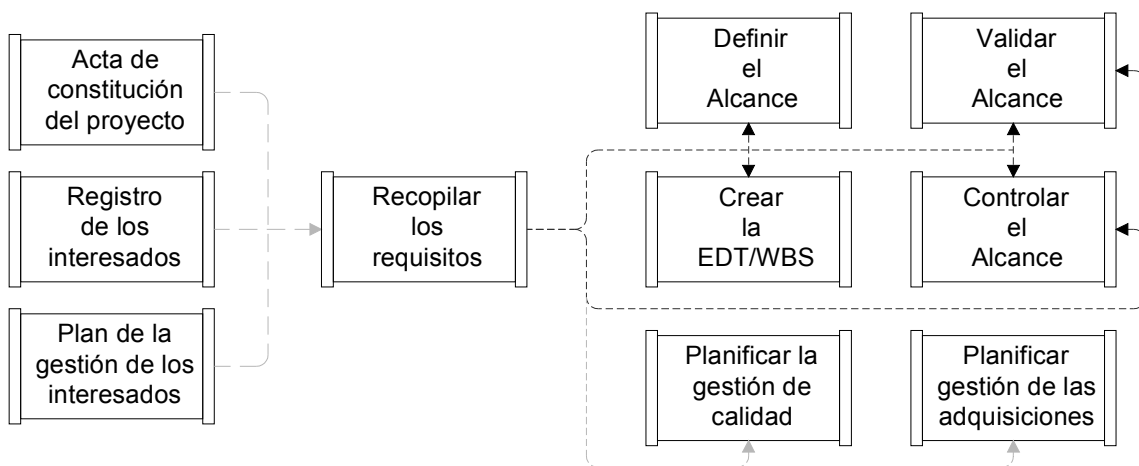 Acta de
constitución
del proyecto
Registro
de los
interesados
Plan de la
gestión de los
interesados
Recopilar
los
requisitos
Definir
el
Alcance
Validar
el
Alcance
Crear
la
EDT/WBS
Controlar
el
Alcance
Planificar la
gestión de
calidad
Planificar
gestión de las
adquisiciones